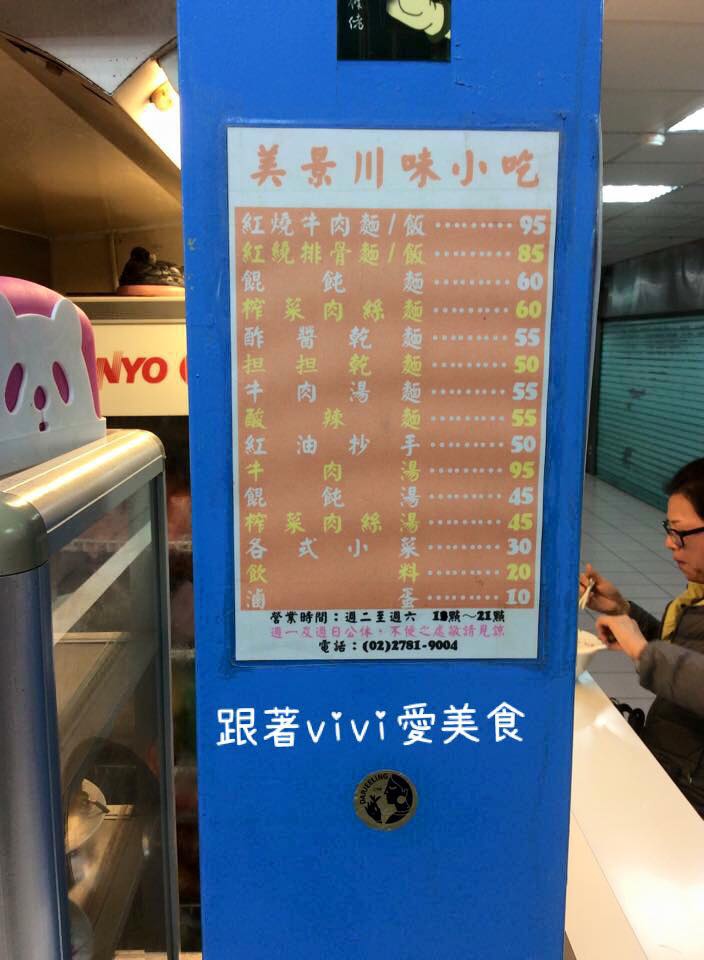 美景川味小吃
紅燒牛肉麵/飯·········95
紅繞排骨麵/飯·········85
餛飩麵·········60
榨菜肉絲麵·········60
酢醬乾麵·········55
担担乾麵·········50
牛肉湯麵·········55
酸辣麵·········55
紅油抄手·········50
牛肉湯·········95
餛飩湯·········45
榨菜肉絲湯·········45
各式小菜·········30
飲料·········20
滷蛋·········10
營業時間：週二至週六 ～21點
週一及週日公休，不便之處敬請見諒
電話：(02)2781-9004
NYO
跟著vivi愛美食
DARJEELING